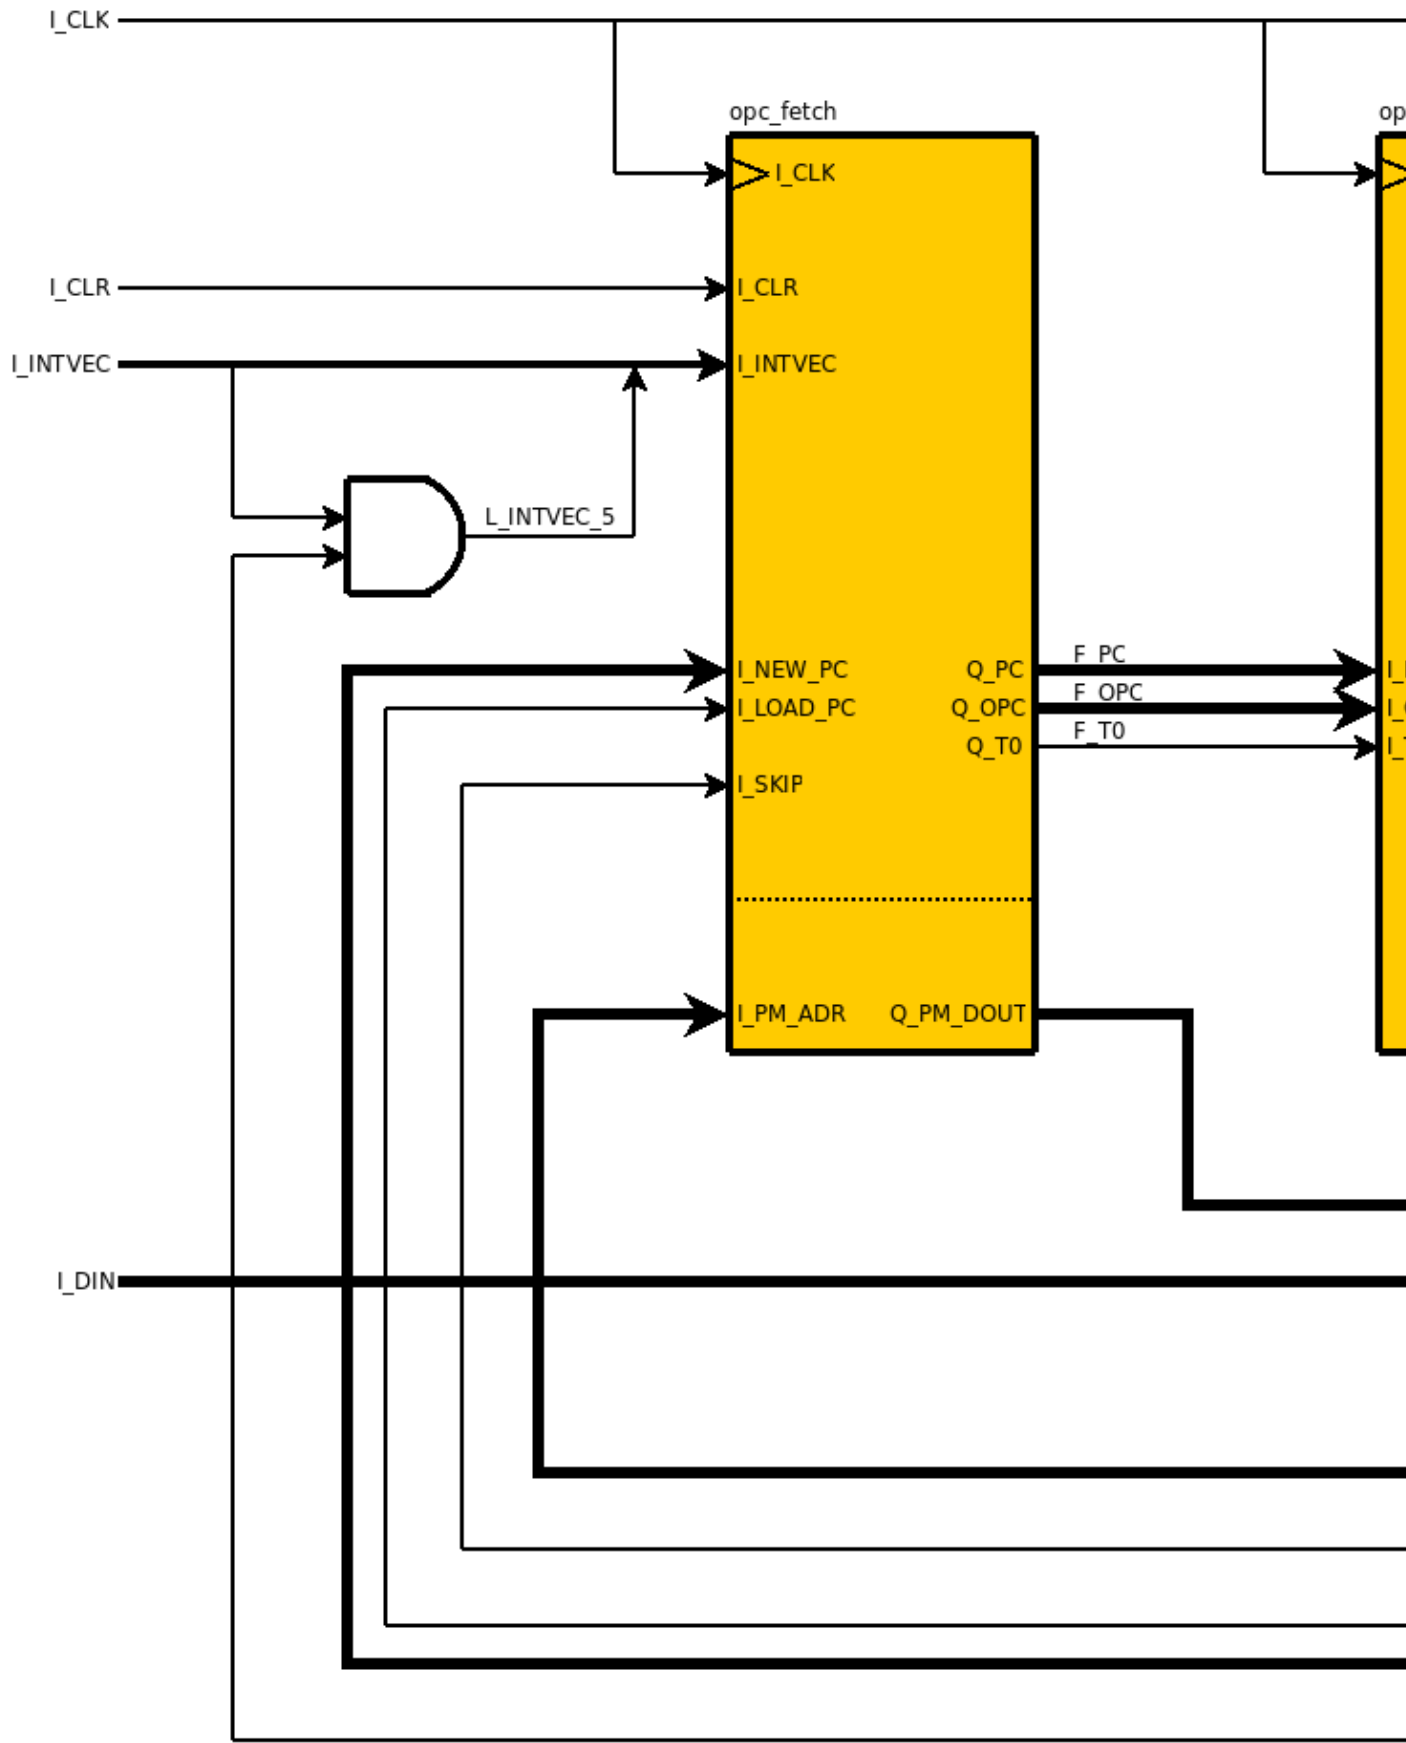 I_CLK
opc_fetch
op
I_CLK
I_CLR
I_CLR
I_INTVEC
I_INTVEC
L_INTVEC_5
F_PC
I_NEW_PC
Q_PC
F_OPC
I_LOAD_PC
Q_OPC
F_T0
Q_T0
I_SKIP
I_PM_ADR
Q_PM_DOUT
I_DIN